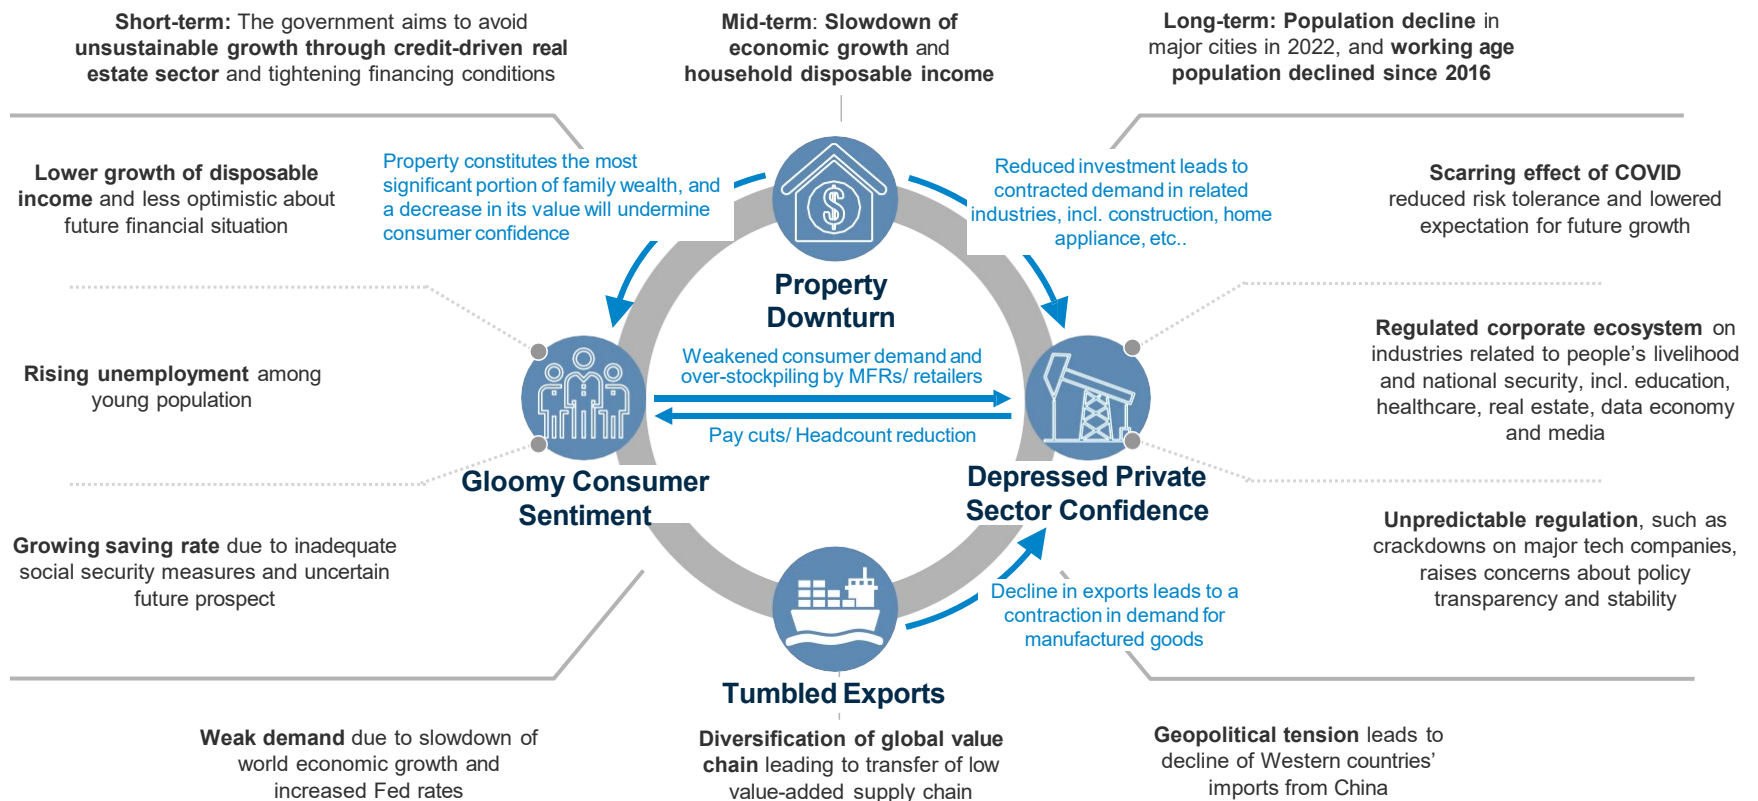 Short-term: The government aims to avoid
unsustainable growth through credit-driven real
estate sector and tightening financing conditions
Mid-term: Slowdown of
economic growth and
household disposable income
Long-term: Population decline in
major cities in 2022, and working age
population declined since 2016
Lower growth of disposable
income and less optimistic about
future financial situation
Property constitutes the most
significant portion of family wealth, and
a decrease in its value will undermine
consumer confidence
Reduced investment leads to
contracted demand in related
industries, incl. construction, home
appliance, etc..
Scarring effect of COVID
reduced risk tolerance and lowered
expectation for future growth
$
Property
Downturn
Rising unemployment among
young population
Weakened consumer demand and
over-stockpiling by MFRs/ retailers
Pay cuts/ Headcount reduction
Regulated corporate ecosystem on
industries related to people’s livelihood
and national security, incl. education,
healthcare, real estate, data economy
and media
Gloomy Consumer
Sentiment
Depressed Private
Sector Confidence
Growing saving rate due to inadequate
social security measures and uncertain
future prospect
Decline in exports leads to a
contraction in demand for
manufactured goods
Unpredictable regulation, such as
crackdowns on major tech companies,
raises concerns about policy
transparency and stability
Tumbled Exports
Weak demand due to slowdown of
world economic growth and
increased Fed rates
Diversification of global value
chain leading to transfer of low
value-added supply chain
Geopolitical tension leads to
decline of Western countries’
imports from China